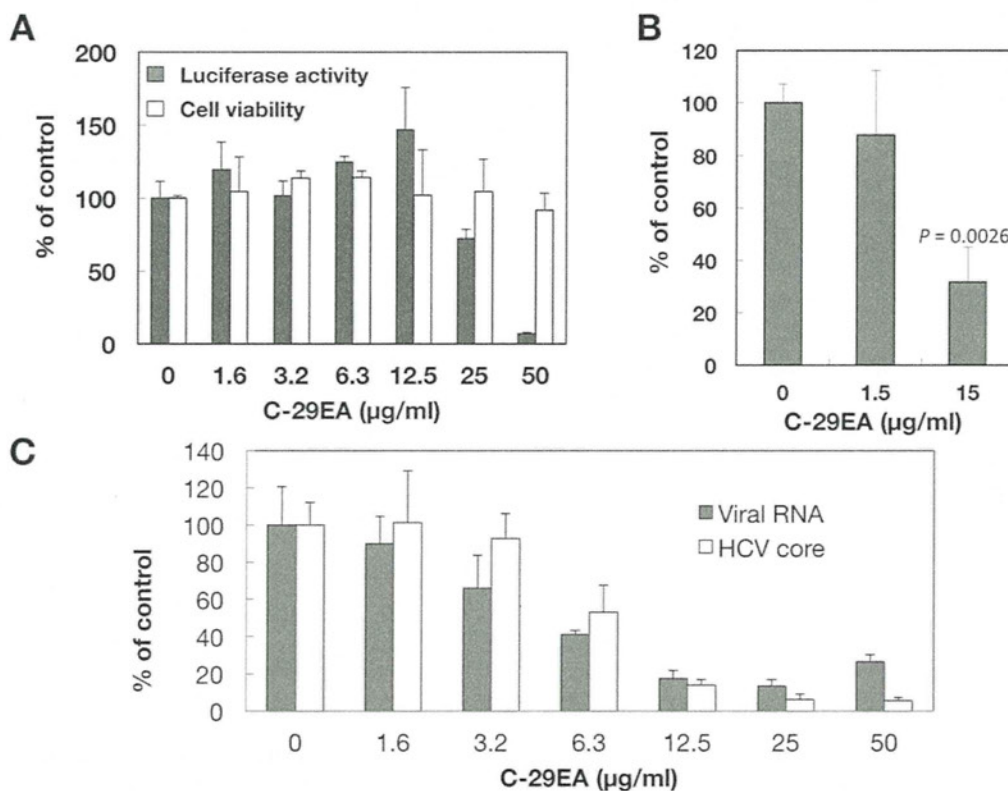 A
200
150
100
50
0
% of control
Luciferase activity
Cell viability
0 1.6 3.2 6.3 12.5 25 50
C-29EA (µg/ml)
B
120
100
80
60
40
20
0
% of control
P = 0.0026
0 1.5 15
C-29EA (µg/ml)
C
140
120
100
80
60
40
20
0
% of control
Viral RNA
HCV core
0 1.6 3.2 6.3 12.5 25 50
C-29EA (µg/ml)